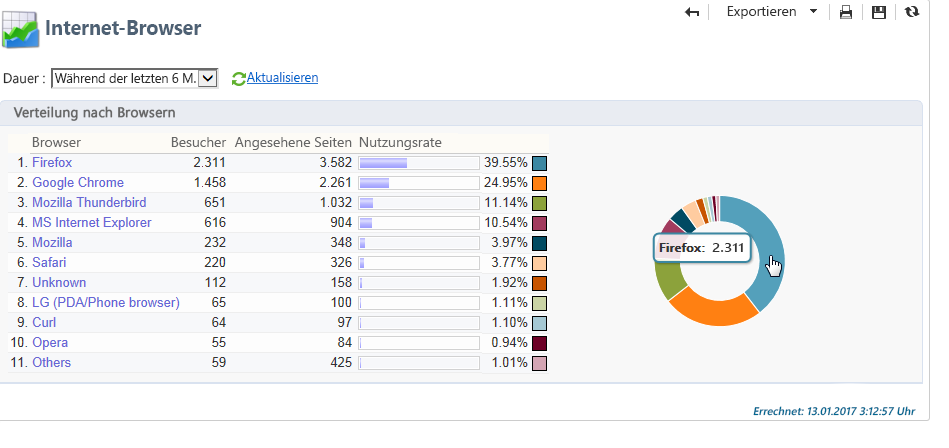 Exportieren
Internet-Browser
Dauer : Während der letzten 6 M. Aktualisieren
Verteilung nach Browsern
Browser Besucher Angesehene Seiten Nutzungsrate
1. Firefox 2.311 3.582 39.55%
2. Google Chrome 1.458 2.261 24.95%
3. Mozilla Thunderbird 651 1.032 11.14%
4. MS Internet Explorer 616 904 10.54%
5. Mozilla 232 348 3.97%
6. Safari 220 326 3.77%
7. Unknown 112 158 1.92%
8. LG (PDA/Phone browser) 65 100 1.11%
9. Curl 64 97 1.10%
10. Opera 55 84 0.94%
11. Others 59 425 1.01%
Firefox: 2.311
Errechnet: 13.01.2017 3:12:57 Uhr